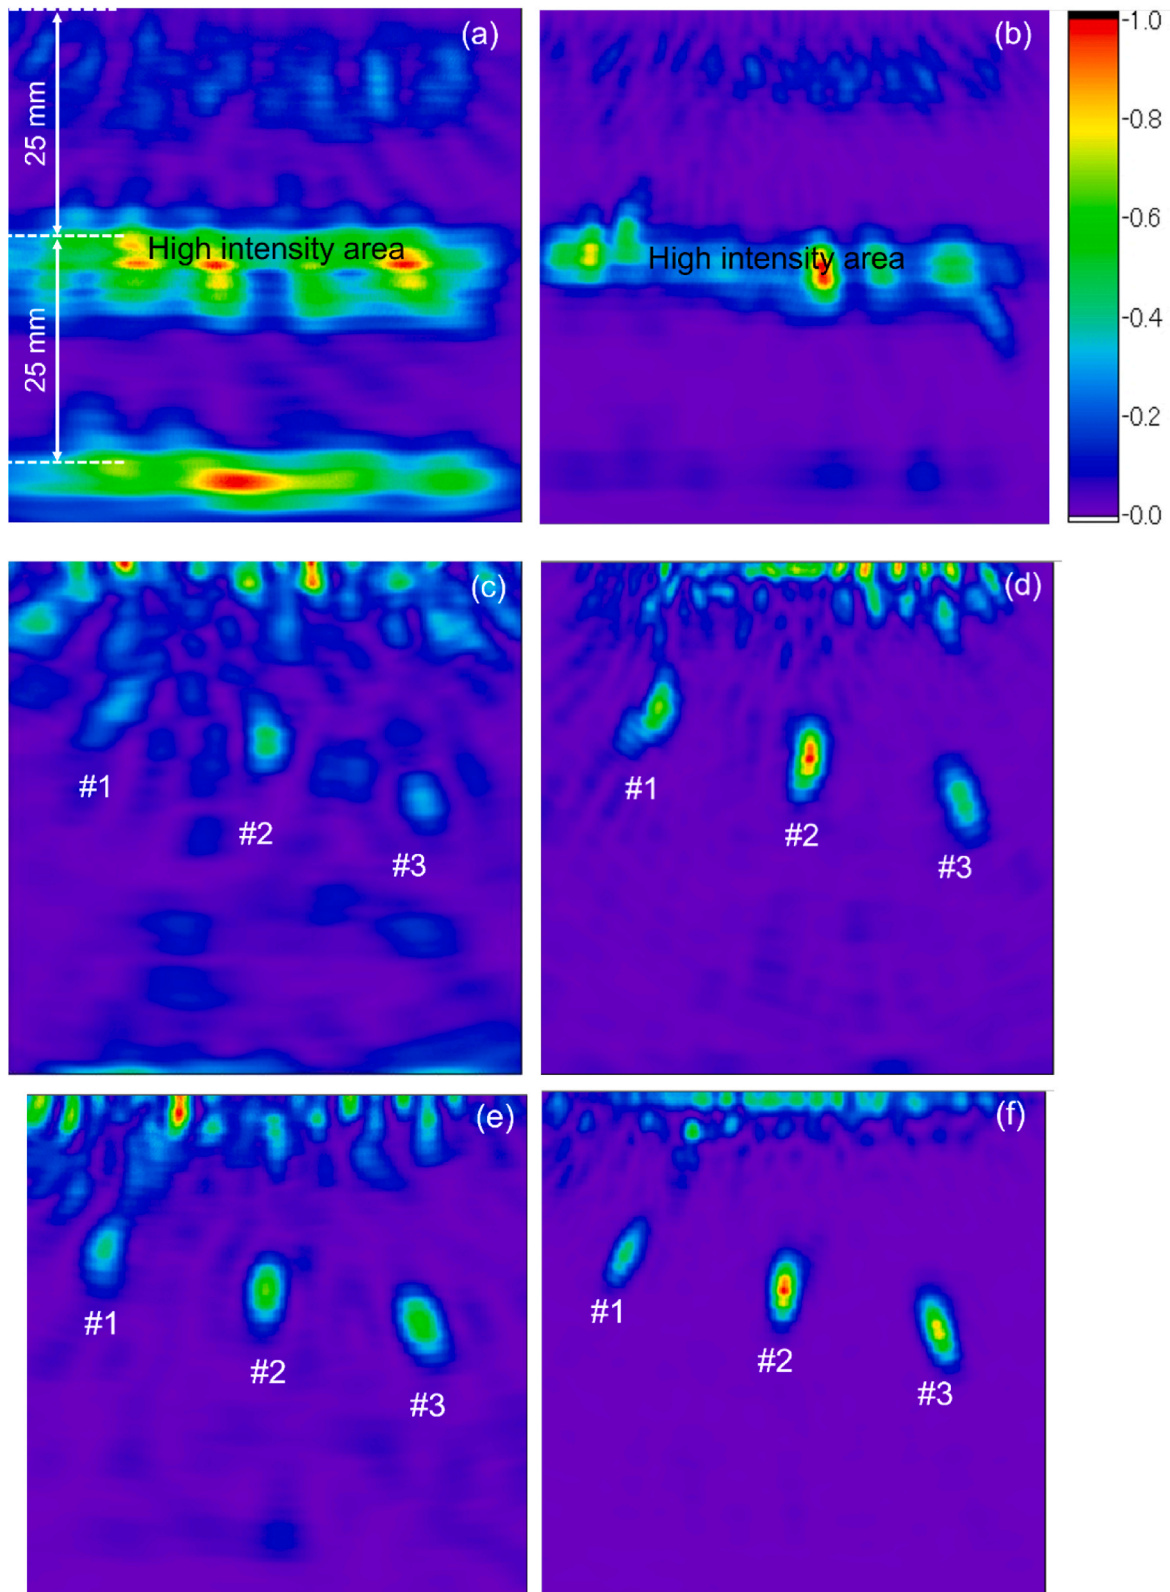 (a)
(b)
25 mm
High intensity area
25 mm
High intensity area
-1.0
-0.8
-0.6
-0.4
-0.2
-0.0
(c)
#1
#2
#3
(d)
#1
#2
#3
(e)
#1
#2
#3
(f)
#1
#2
#3